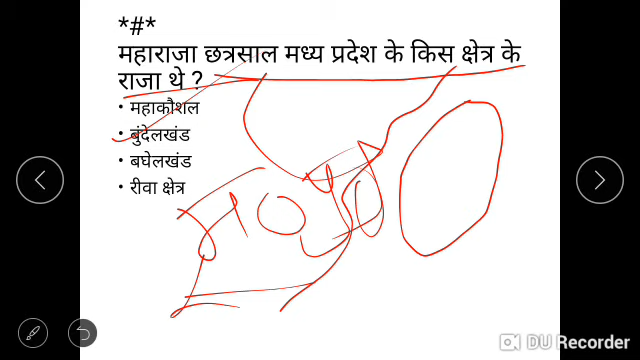 *#*
महाराजा छत्रसाल मध्य प्रदेश के किस क्षेत्र के
राजा थे ?
• महाकौशल
• बुंदेलखंड
• बघेलखंड
• रीवा क्षेत्र
DU Recorder